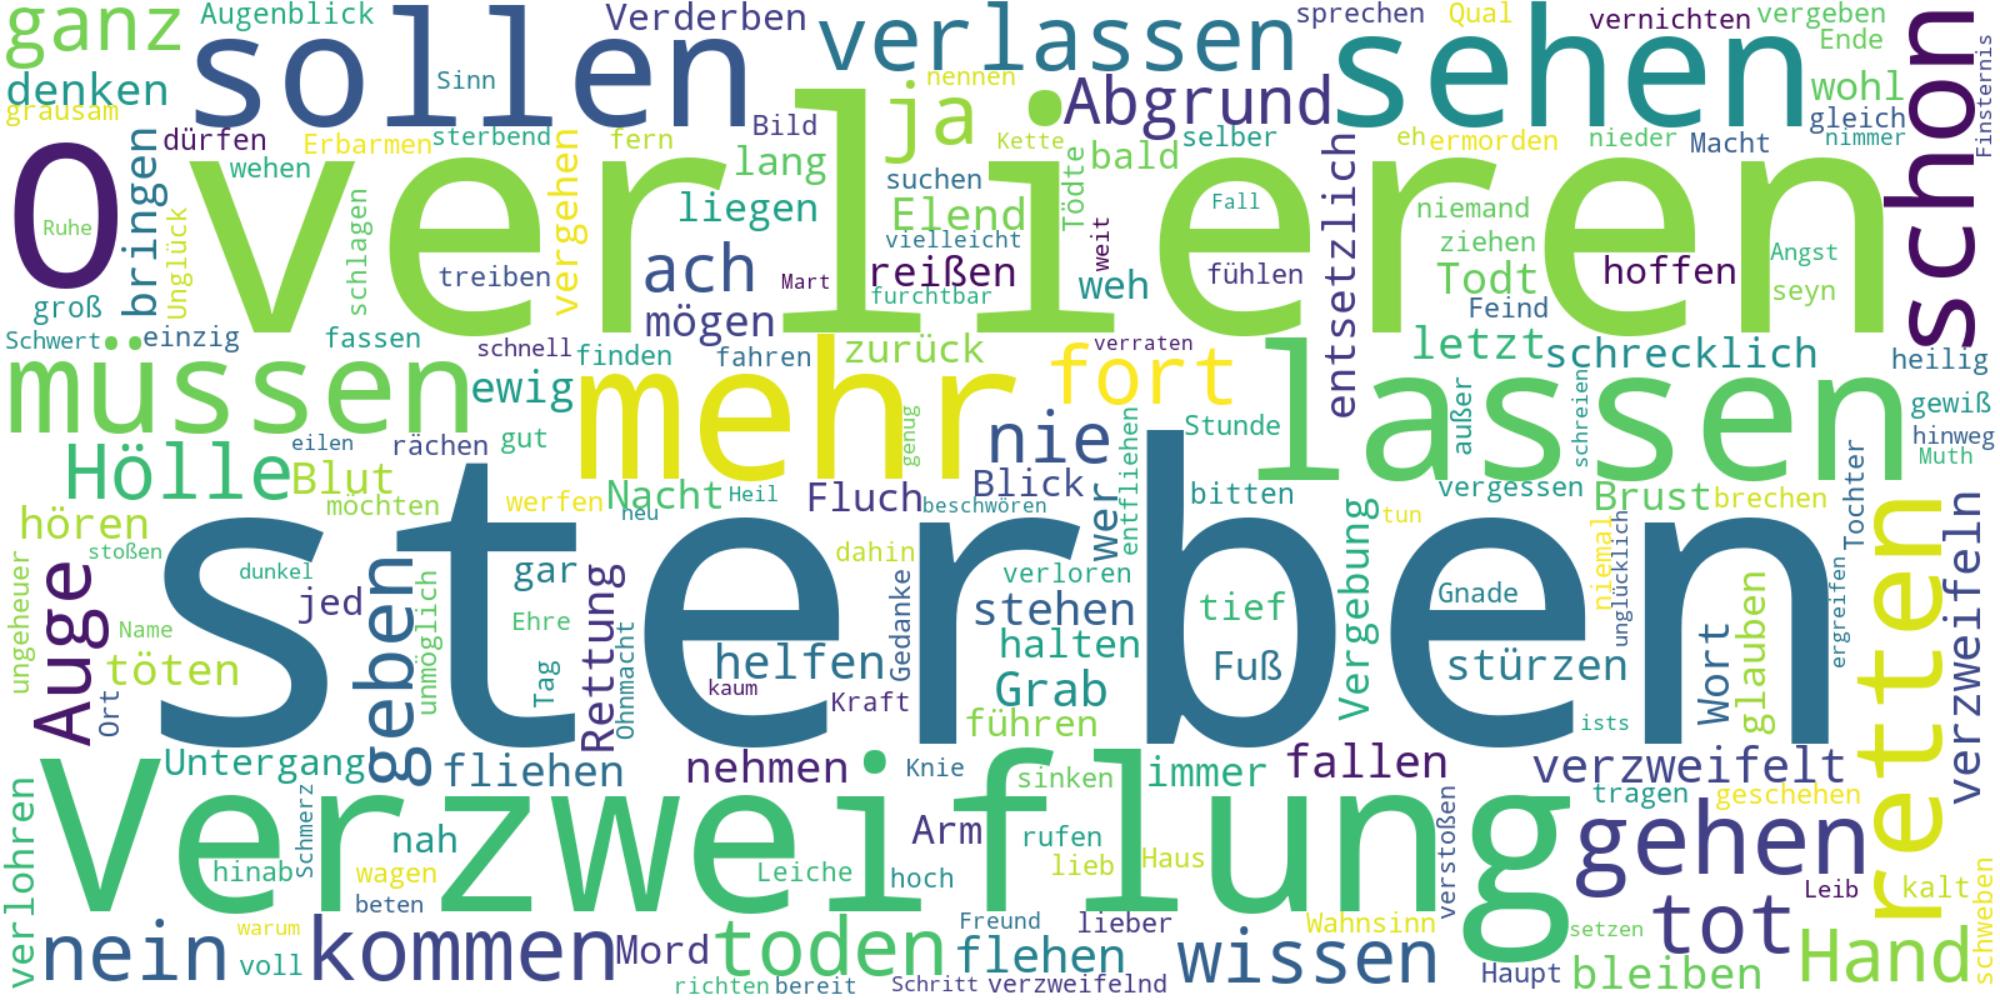 ganz
Augenblick
sollen
Verderben
verlassen
sprechen
Qual
vernichten
vergeben
schon
denken
Sinn
nennen
sehen
Ende
wohl
Finsternis
grausam
ja
Abgrund
gleich
O
bringen
dürfen
Erbarmen
sterbend
vergehen
fern
Bild
Kette
selber
eh
ermorden
nieder
Macht
nimmer
wehen
lang
Tödte
bald
entsetzlich
verlieren
Ruhe
Unglück
schlagen
liegen
suchen
Elend
Fall
niemand
vielleicht
weit
ziehen
Angst
treiben
ach
Mart
reißen
weh
fühlen
Todt
hoffen
seyn
groß
mögen
furchtbar
Feind
Schwert
einzig
fassen
schnell
finden
fahren
zurück
verraten
letzt
schrecklich
heilig
müssen
ewig
mehr
fort
lassen
außer
schreien
gewiß
Hölle
eilen
rächen
gut
genug
nie
entfliehen
Stunde
hinweg
Muth
Blut
möchten
werfen
Nacht
Heil
Fluch
Blick
wer
bitten
vergessen
Brust
brechen
Tochter
hören
neu
beschwören
Vergebung
tun
niemal
unglücklich
retten
verzweifeln
stoßen
sterben
dahin
ungeheuer
Auge
dunkel
jed
geben
unmöglich
gar
Rettung
Gedanke
verloren
stehen
tief
Gnade
Wort
glauben
ergreifen
Name
Ehre
Ohnmacht
helfen
halten
töten
Ort
Tag
kaum
Kraft
Grab
Fuß
stürzen
führen
ists
Untergang
fliehen
nehmen
Knie
sinken
immer
fallen
verzweifelt
verlohren
Verzweiflung
Schmerz
tragen
geschehen
verstoßen
nah
Arm
rufen
gehen
hinab
wagen
Leiche
hoch
lieb
Haus
Leib
kalt
schweben
beten
nein
warum
voll
kommen
Mord
toden
Freund
flehen
lieber
Wahnsinn
wissen
setzen
tot
Hand
richten
bereit
Schritt
verzweifelnd
Haupt
bleiben